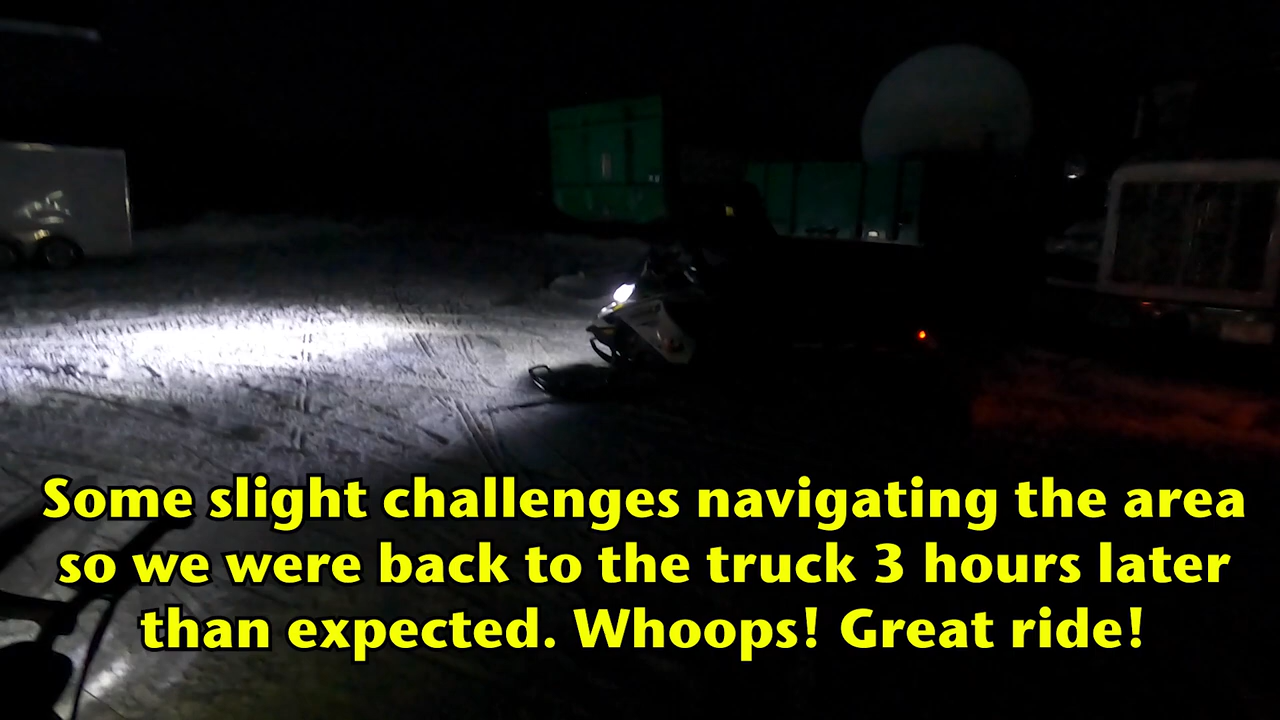 Some slight challenges navigating the area
so we were back to the truck 3 hours later
than expected. Whoops! Great ride!